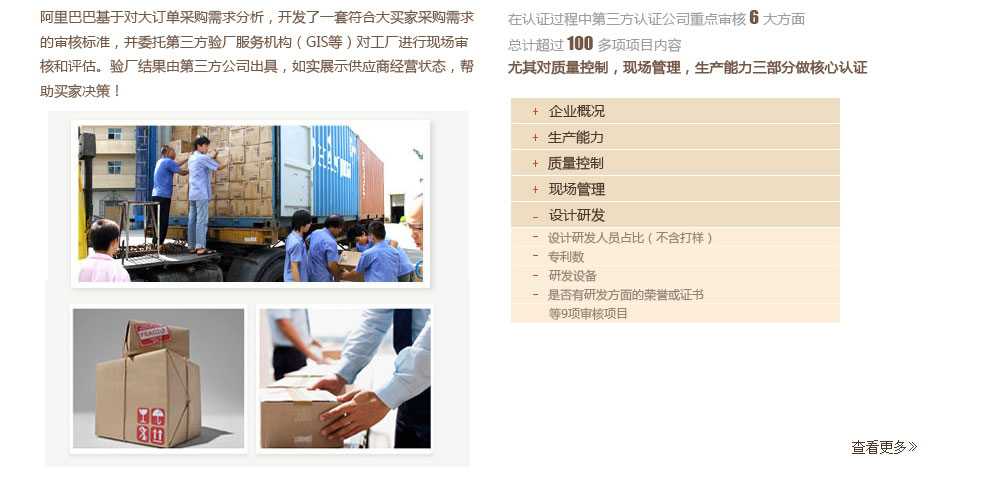 阿里巴巴基于对大订单采购需求分析，开发了一套符合大买家采购需求
的审核标准，并委托第三方验厂服务机构（GIS等）对工厂进行现场审
核和评估。验厂结果由第三方公司出具，如实展示供应商经营状态，帮
助买家决策！
FRAGILE
在认证过程中第三方认证公司重点审核 6 大方面
总计超过 100 多项项目内容
尤其对质量控制，现场管理，生产能力三部分做核心认证
+ 企业概况
+ 生产能力
+ 质量控制
+ 现场管理
- 设计研发
- 设计研发人员占比（不含打样）
- 专利数
- 研发设备
- 是否有研发方面的荣誉或证书
等9项审核项目
查看更多»